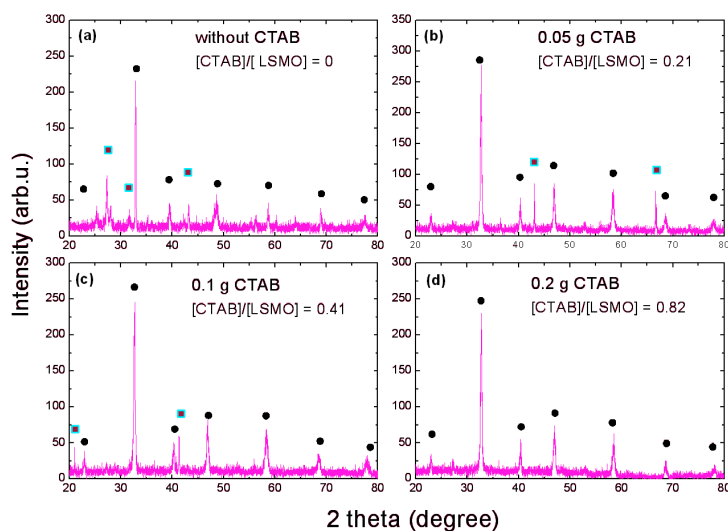 Intensity (arb.u.)
(a)
without CTAB
[CTAB]/[ LSMO] = 0
250
200
150
100
50
0
20 30 40 50 60 70 80
(b)
0.05 g CTAB
[CTAB]/[LSMO] = 0.21
350
300
250
200
150
100
50
0
20 30 40 50 60 70 80
(c)
0.1 g CTAB
[CTAB]/[LSMO] = 0.41
300
250
200
150
100
50
0
20 30 40 50 60 70 80
(d)
0.2 g CTAB
[CTAB]/[LSMO] = 0.82
300
250
200
150
100
50
0
20 30 40 50 60 70 80
2 theta (degree)